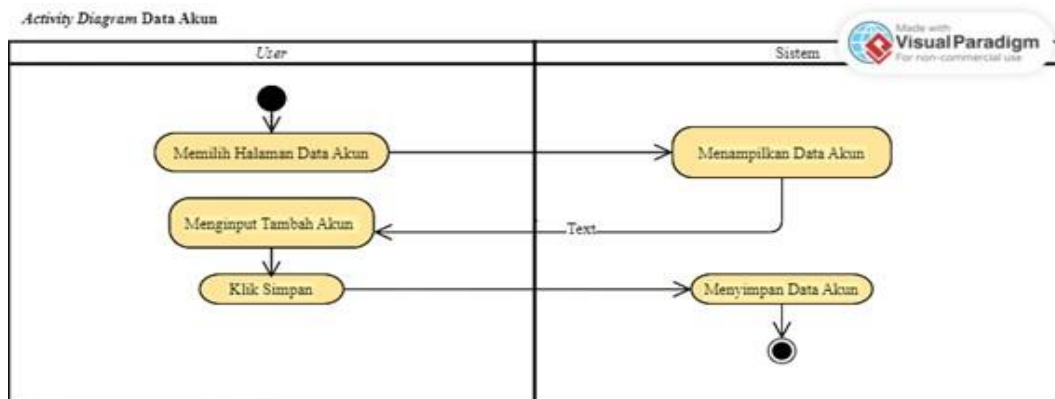 Activity Diagram Data Akun
Made with
Visual Paradigm
For non-commercial use
User
Sistem
Memilih Halaman Data Akun
Menampilkan Data Akun
Menginput Tambah Akun
Text
Klik Simpan
Menyimpan Data Akun